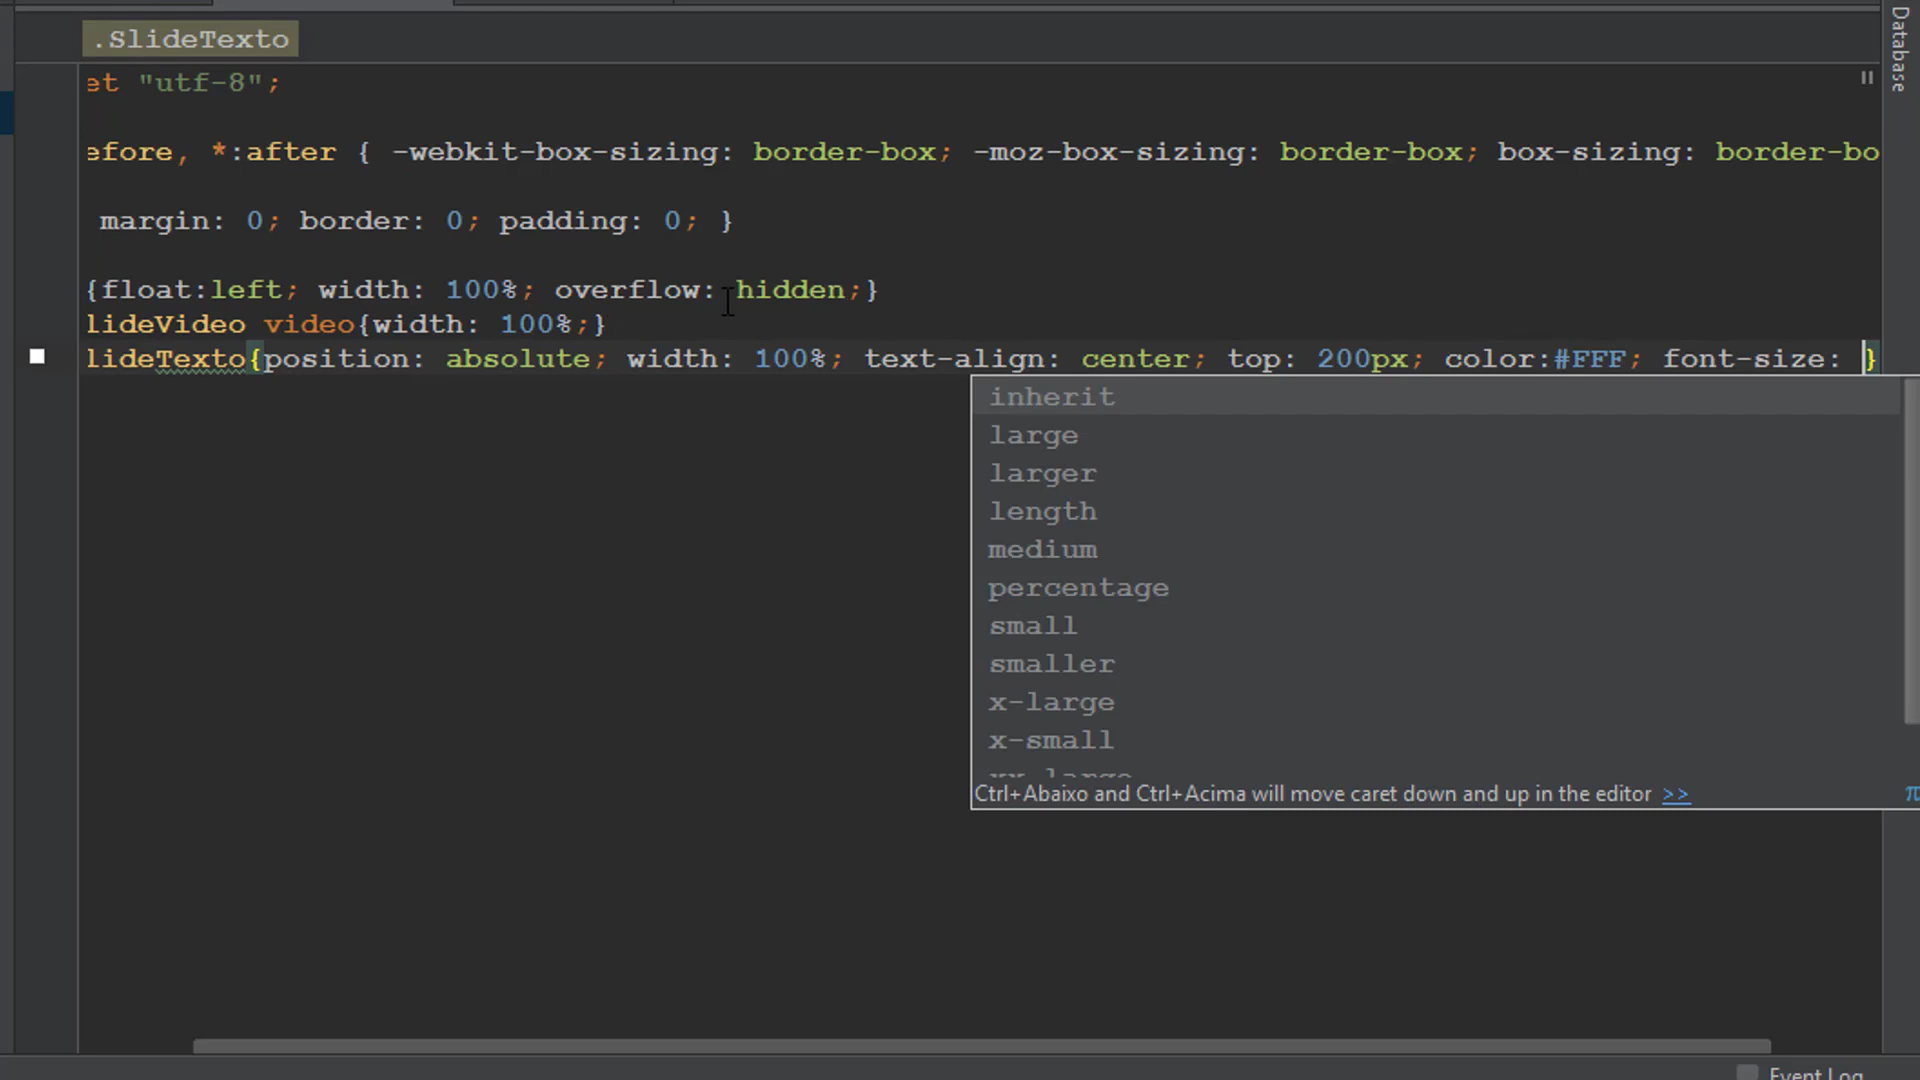 .SlideTexto
et "utf-8";
efore, *:after { -webkit-box-sizing: border-box; -moz-box-sizing: border-box; box-sizing: border-bo
margin: 0; border: 0; padding: 0; }
{float:left; width: 100%; overflow: hidden;}
lideVideo video{width: 100%;}
lideTexto{position: absolute; width: 100%; text-align: center; top: 200px; color:#FFF; font-size: }
inherit
large
larger
length
medium
percentage
small
smaller
x-large
x-small
xx-large
Ctrl+Abaixo and Ctrl+Acima will move caret down and up in the editor >> π
Database
Event Log